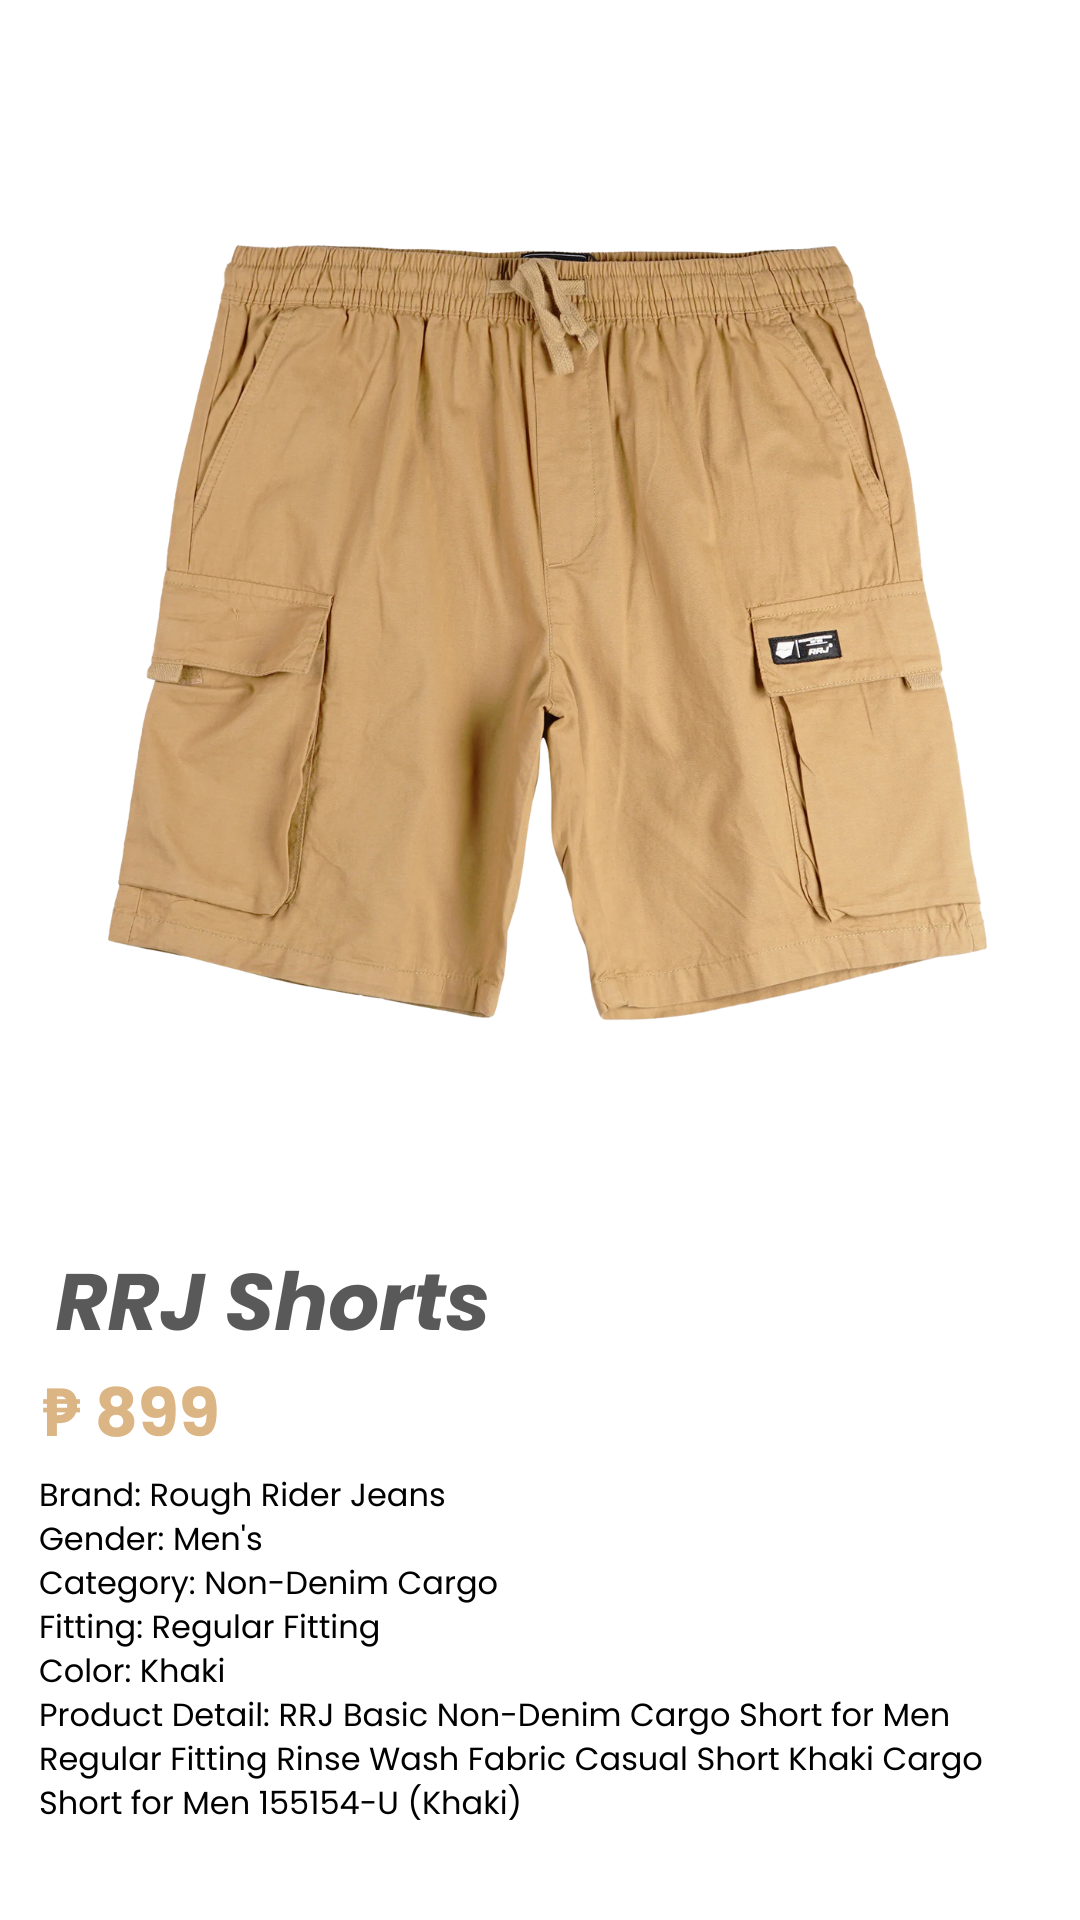 RRJ
RRJ Shorts
₱ 899
Brand: Rough Rider Jeans
Gender: Men's
Category: Non-Denim Cargo
Fitting: Regular Fitting
Color: Khaki
Product Detail: RRJ Basic Non-Denim Cargo Short for Men
Regular Fitting Rinse Wash Fabric Casual Short Khaki Cargo
Short for Men 155154-U (Khaki)